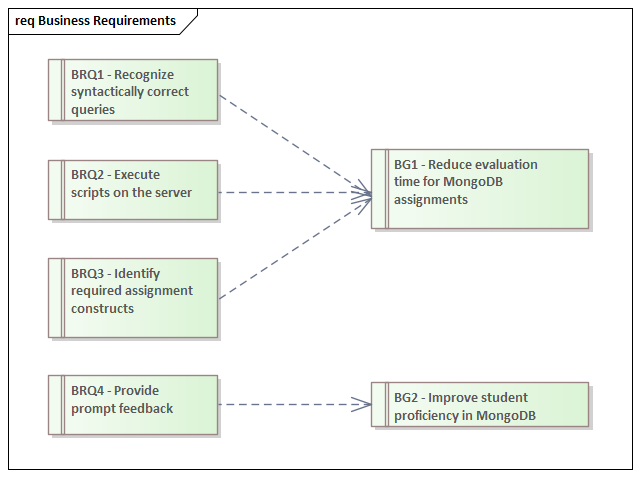 req Business Requirements
BRQ1 - Recognize
syntactically correct
queries
BRQ2 - Execute
scripts on the server
BRQ3 - Identify
required assignment
constructs
BRQ4 - Provide
prompt feedback
BG1 - Reduce evaluation
time for MongoDB
assignments
BG2 - Improve student
proficiency in MongoDB